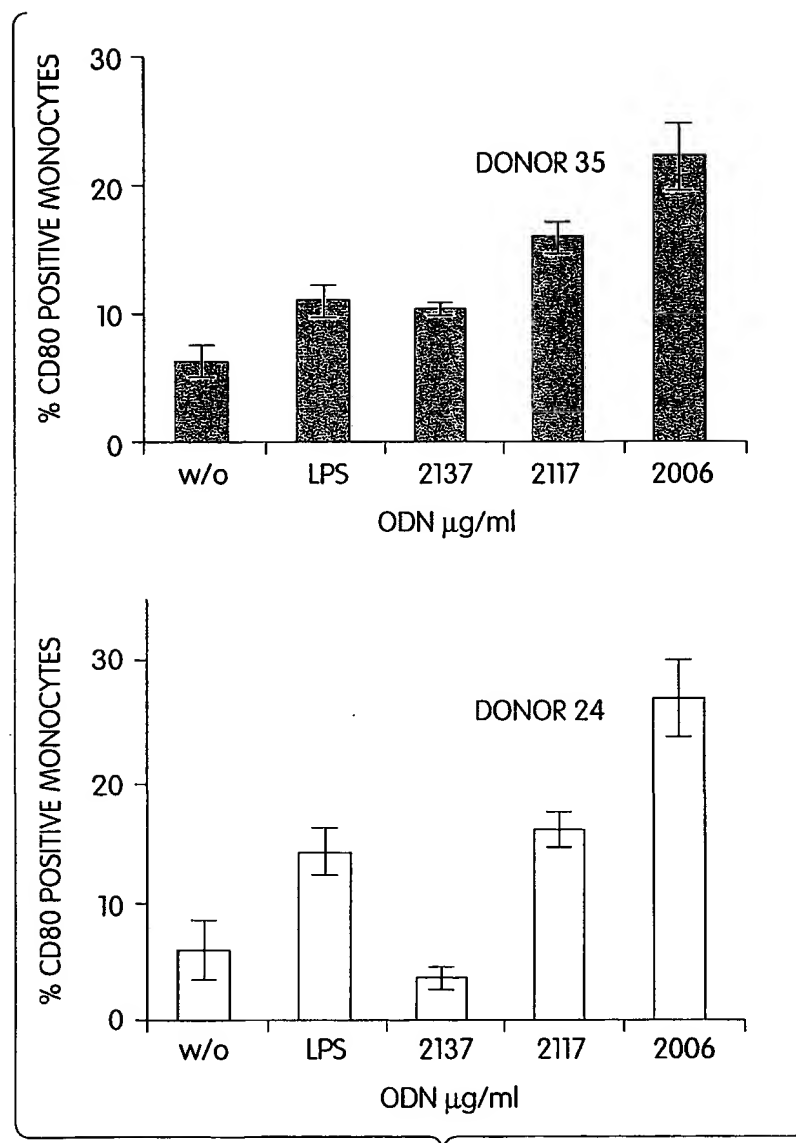 % CD80 POSITIVE MONOCYTES
30
20
10
0
DONOR 35
w/o LPS 2137 2117 2006
ODN µg/ml
% CD80 POSITIVE MONOCYTES
30
20
10
0
DONOR 24
w/o LPS 2137 2117 2006
ODN µg/ml